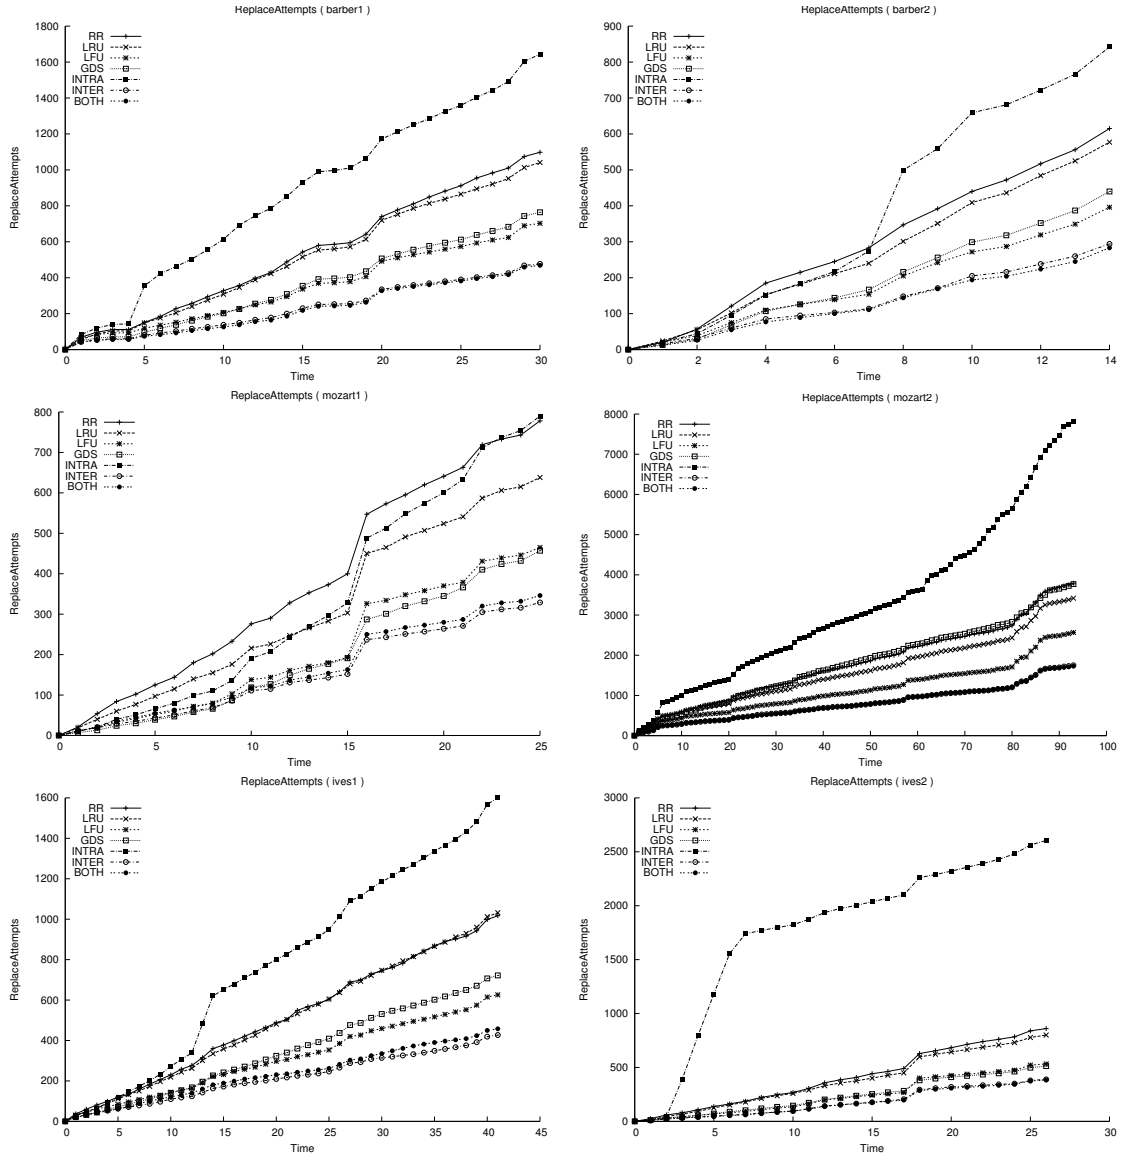 ReplaceAttempts ( barber1 )
ReplaceAttempts
1800
1600
1400
1200
1000
800
600
400
200
0
RR
LRU
LFU
GDS
INTRA
INTER
BOTH
0 5 10 15 20 25 30
Time
ReplaceAttempts ( barber2 )
ReplaceAttempts
900
800
700
600
500
400
300
200
100
0
RR
LRU
LFU
GDS
INTRA
INTER
BOTH
0 2 4 6 8 10 12 14
Time
ReplaceAttempts ( mozart1 )
ReplaceAttempts
800
700
600
500
400
300
200
100
0
RR
LRU
LFU
GDS
INTRA
INTER
BOTH
0 5 10 15 20 25
Time
ReplaceAttempts ( mozart2 )
ReplaceAttempts
8000
7000
6000
5000
4000
3000
2000
1000
0
RR
LRU
LFU
GDS
INTRA
INTER
BOTH
0 10 20 30 40 50 60 70 80 90 100
Time
ReplaceAttempts ( ives1 )
ReplaceAttempts
1600
1400
1200
1000
800
600
400
200
0
RR
LRU
LFU
GDS
INTRA
INTER
BOTH
0 5 10 15 20 25 30 35 40 45
Time
ReplaceAttempts ( ives2 )
ReplaceAttempts
3000
2500
2000
1500
1000
500
0
RR
LRU
LFU
GDS
INTRA
INTER
BOTH
0 5 10 15 20 25 30
Time